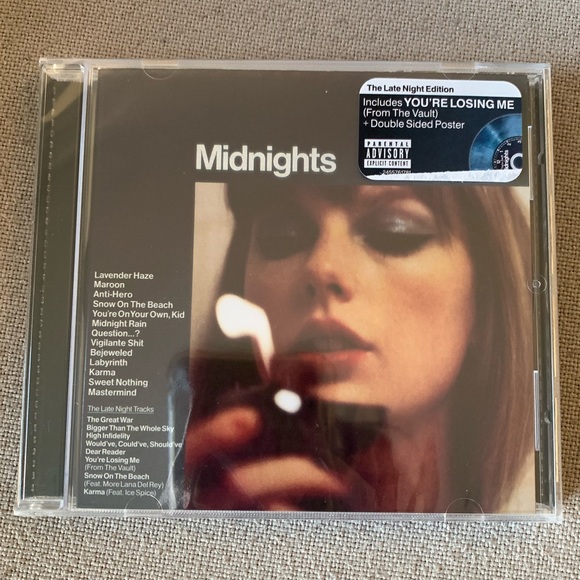 The Late Night Edition
Includes YOU'RE LOSING ME
(From The Vault)
+ Double Sided Poster
PARENTAL
ADVISORY
EXPLICIT CONTENT
Midnights
Lavender Haze
Maroon
Anti-Hero
Snow On The Beach
You're On Your Own, Kid
Midnight Rain
Question...?
Vigilante Shit
Bejeweled
Labyrinth
Karma
Sweet Nothing
Mastermind
The Late Night Tracks
The Great War
Bigger Than The Whole Sky
High Infidelity
Would've, Could've, Should've
Dear Reader
You're Losing Me
(From The Vault)
Snow On The Beach
(Feat. More Lana Del Rey)
Karma (Feat. Ice Spice)